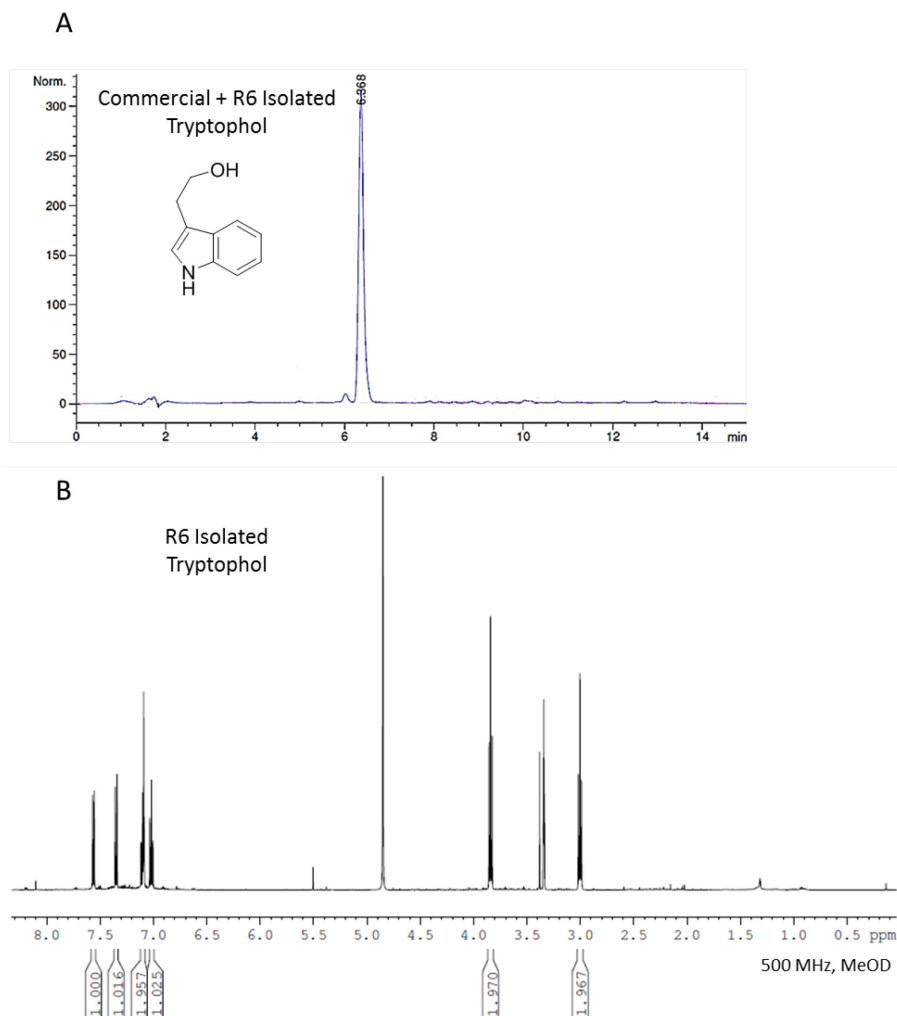 A
Norm.
300
250
200
150
100
50
0
6.368
Commercial + R6 Isolated
Tryptophol
OH
N
H
0 2 4 6 8 10 12 14 min
B
R6 Isolated
Tryptophol
8.0 7.5 7.0 6.5 6.0 5.5 5.0 4.5 4.0 3.5 3.0 2.5 2.0 1.5 1.0 0.5 ppm
500 MHz, MeOD
1.000 1.016 1.957 1.025 1.970 1.967